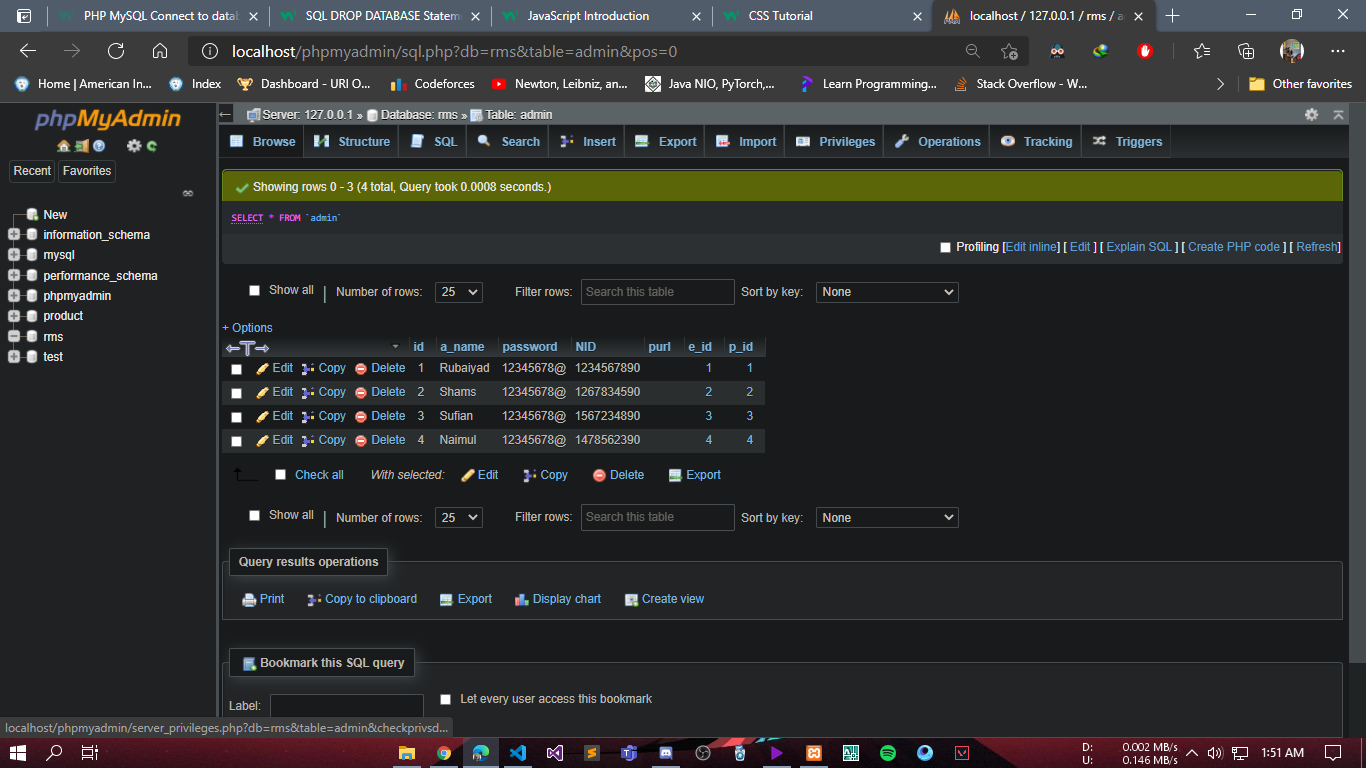 PHP MySQL Connect to datab
SQL DROP DATABASE Statem
JavaScript Introduction
CSS Tutorial
localhost / 127.0.0.1 / rms / a
localhost/phpmyadmin/sql.php?db=rms&table=admin&pos=0
Home | American In...
Index
Dashboard - URI O...
Codeforces
Newton, Leibniz, an...
Java NIO, PyTorch,...
Learn Programming...
Stack Overflow - W...
Other favorites
phpMyAdmin
Recent Favorites
New
information_schema
mysql
performance_schema
phpmyadmin
product
rms
test
Server: 127.0.0.1 » Database: rms » Table: admin
Browse Structure SQL Search Insert Export Import Privileges Operations Tracking Triggers
Showing rows 0 - 3 (4 total, Query took 0.0008 seconds.)
SELECT * FROM `admin`
Profiling [Edit inline] [ Edit ] [ Explain SQL ] [ Create PHP code ] [ Refresh]
Show all | Number of rows: 25 Filter rows: Search this table Sort by key: None
+ Options
id a_name password NID purl e_id p_id
Edit Copy Delete 1 Rubaiyad 12345678@ 1234567890 1 1
Edit Copy Delete 2 Shams 12345678@ 1267834590 2 2
Edit Copy Delete 3 Sufian 12345678@ 1567234890 3 3
Edit Copy Delete 4 Naimul 12345678@ 1478562390 4 4
Check all With selected: Edit Copy Delete Export
Show all | Number of rows: 25 Filter rows: Search this table Sort by key: None
Query results operations
Print Copy to clipboard Export Display chart Create view
Bookmark this SQL query
Label: Let every user access this bookmark
localhost/phpmyadmin/server_privileges.php?db=rms&table=admin&checkprivsd...
D: 0.002 MB/s
U: 0.146 MB/s
1:51 AM